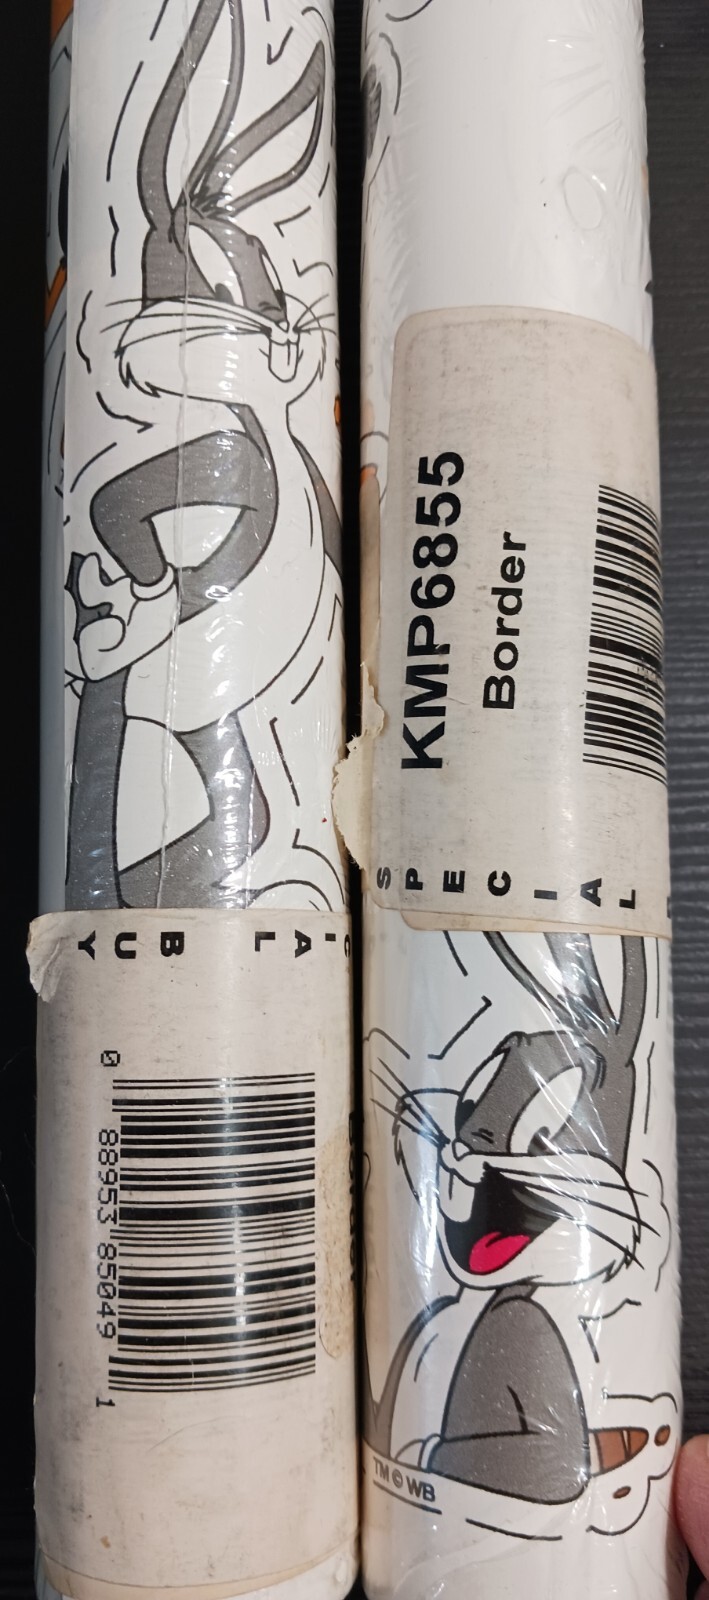 CIAL BUY
0 88953 85049 1
KMP6855
Border
SPECIAL
TM © WB